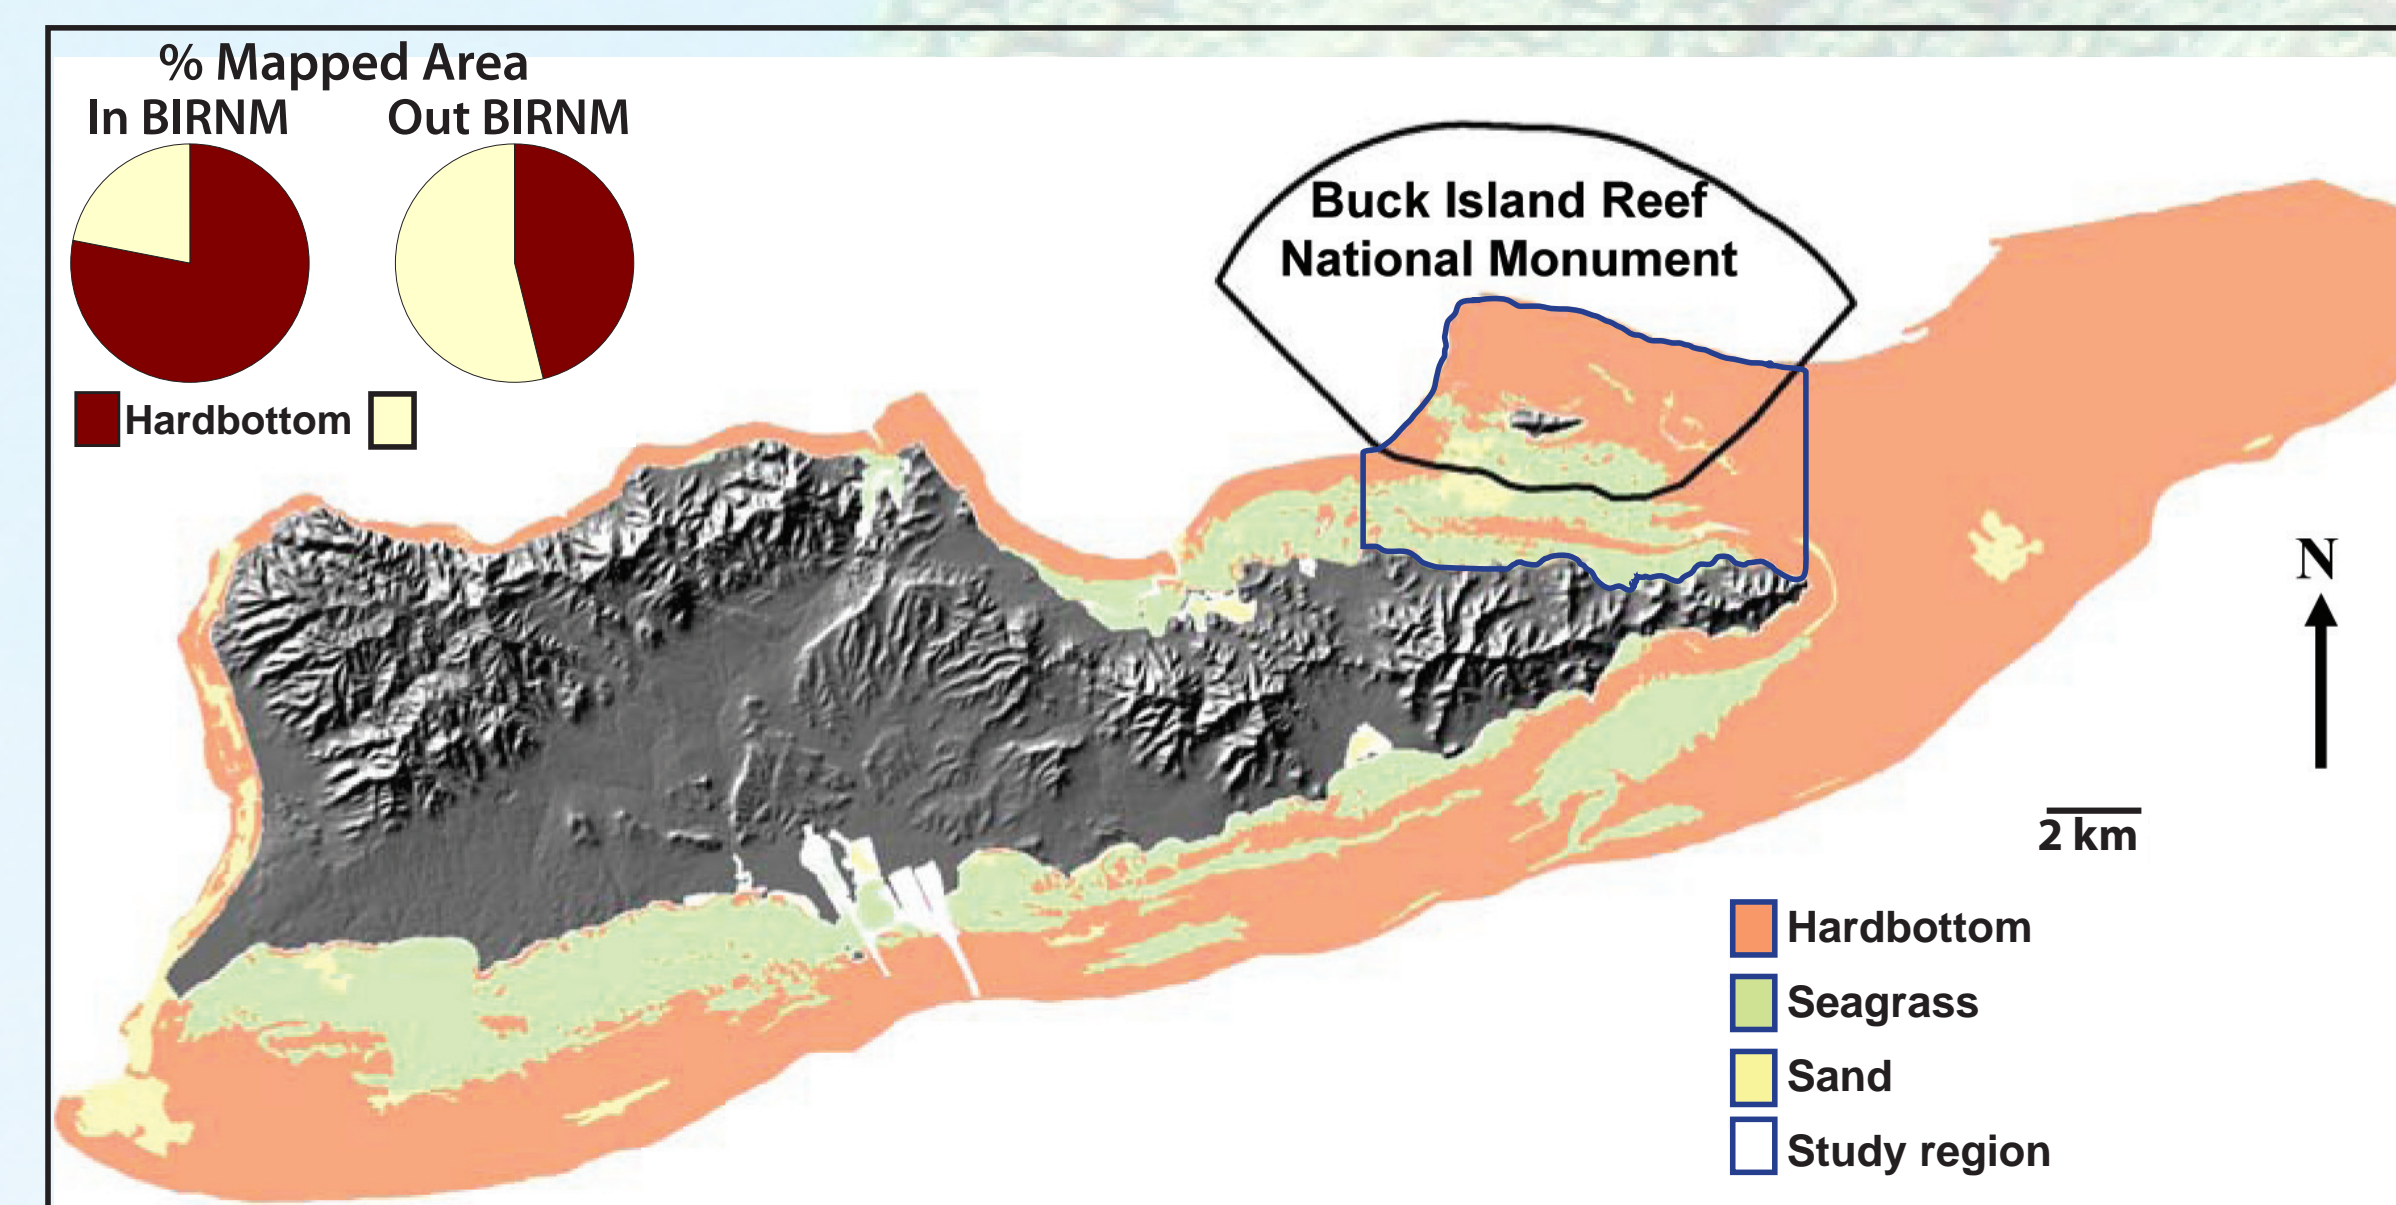 % Mapped Area
In BIRNM
Out BIRNM
Hardbottom
Buck Island Reef
National Monument
N
2 km
Hardbottom
Seagrass
Sand
Study region